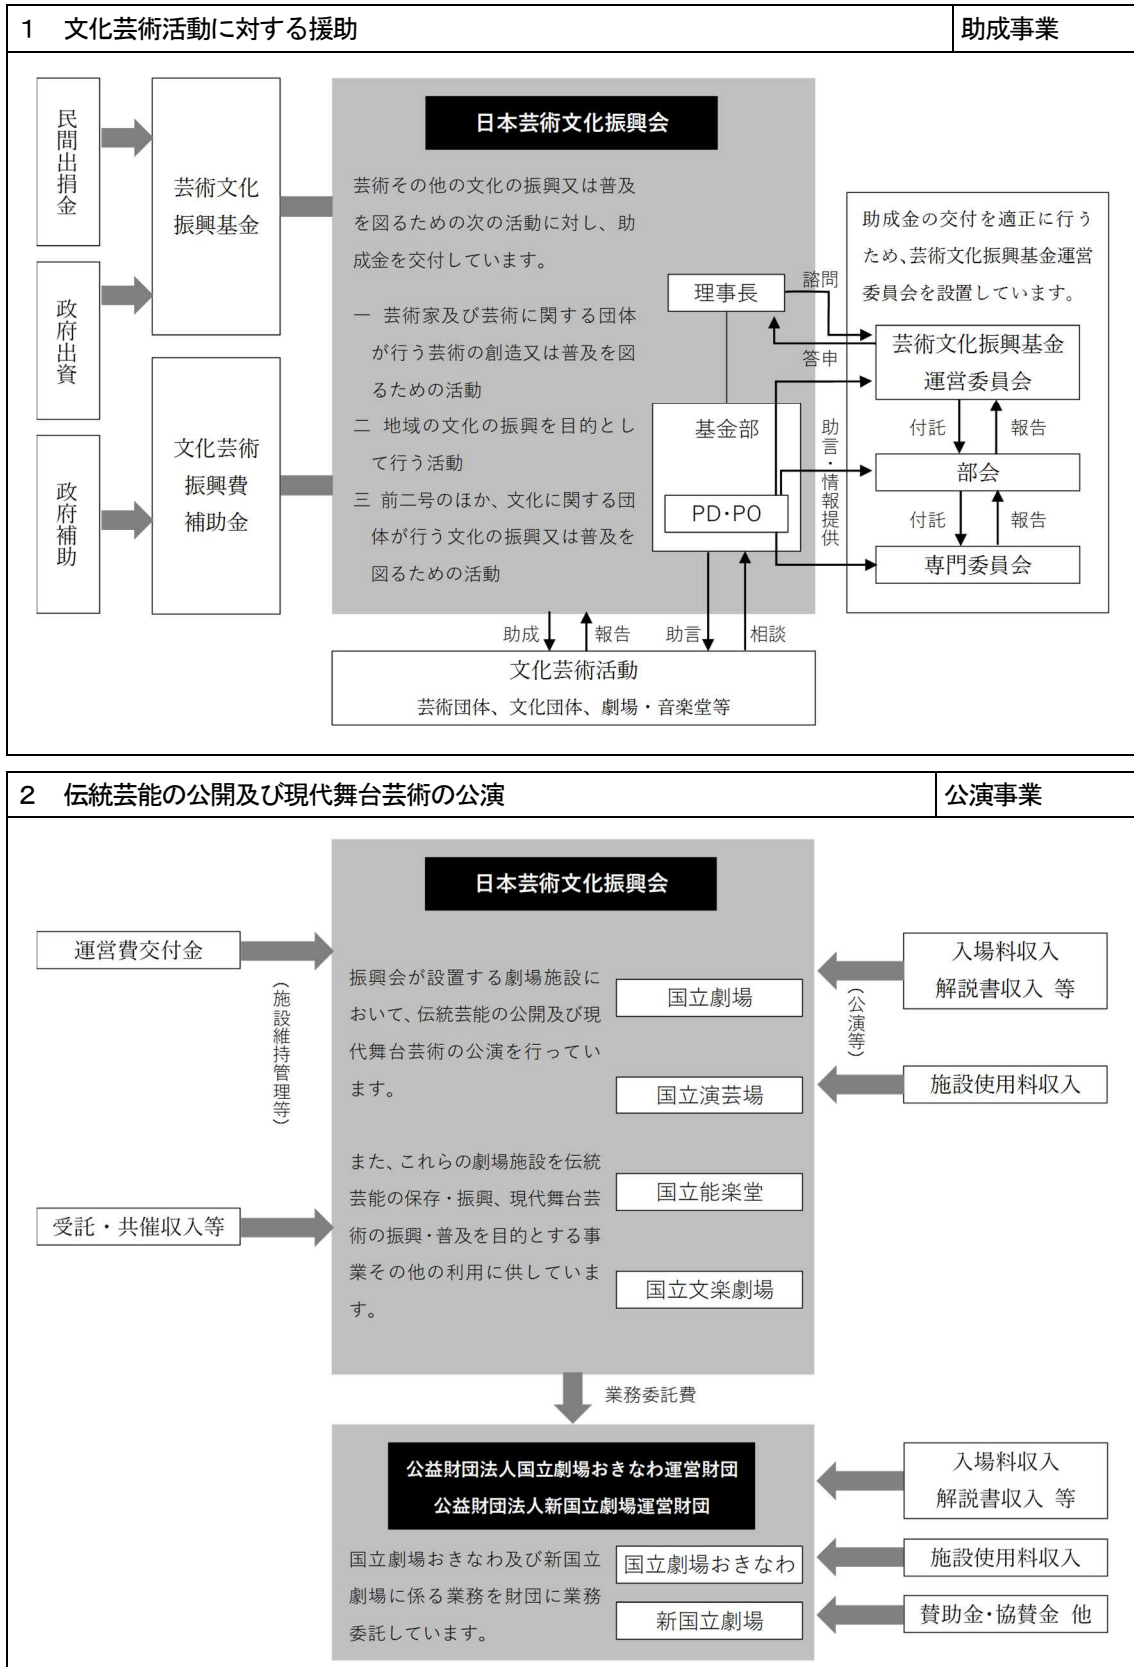 1 文化芸術活動に対する援助
助成事業
民間出捐金
政府出資
政府補助
芸術文化
振興基金
文化芸術
振興費
補助金
日本芸術文化振興会
芸術その他の文化の振興又は普及
を図るための次の活動に対し、助
成金を交付しています。
一 芸術家及び芸術に関する団体
が行う芸術の創造又は普及を図
るための活動
二 地域の文化の振興を目的とし
て行う活動
三 前二号のほか、文化に関する団
体が行う文化の振興又は普及を
図るための活動
理事長
基金部
PD・PO
諮問
答申
助言・情報提供
助成金の交付を適正に行う
ため、芸術文化振興基金運営
委員会を設置しています。
芸術文化振興基金
運営委員会
付託
報告
部会
付託
報告
専門委員会
助成
報告
助言
相談
文化芸術活動
芸術団体、文化団体、劇場・音楽堂等
2 伝統芸能の公開及び現代舞台芸術の公演
公演事業
日本芸術文化振興会
運営費交付金
(施設維持管理等)
受託・共催収入等
振興会が設置する劇場施設に
おいて、伝統芸能の公開及び現
代舞台芸術の公演を行ってい
ます。
また、これらの劇場施設を伝統
芸能の保存・振興、現代舞台芸
術の振興・普及を目的とする事
業その他の利用に供していま
す。
国立劇場
国立演芸場
国立能楽堂
国立文楽劇場
(公演等)
入場料収入
解説書収入 等
施設使用料収入
業務委託費
公益財団法人国立劇場おきなわ運営財団
公益財団法人新国立劇場運営財団
国立劇場おきなわ及び新国立
劇場に係る業務を財団に業務
委託しています。
国立劇場おきなわ
新国立劇場
入場料収入
解説書収入 等
施設使用料収入
賛助金・協賛金 他